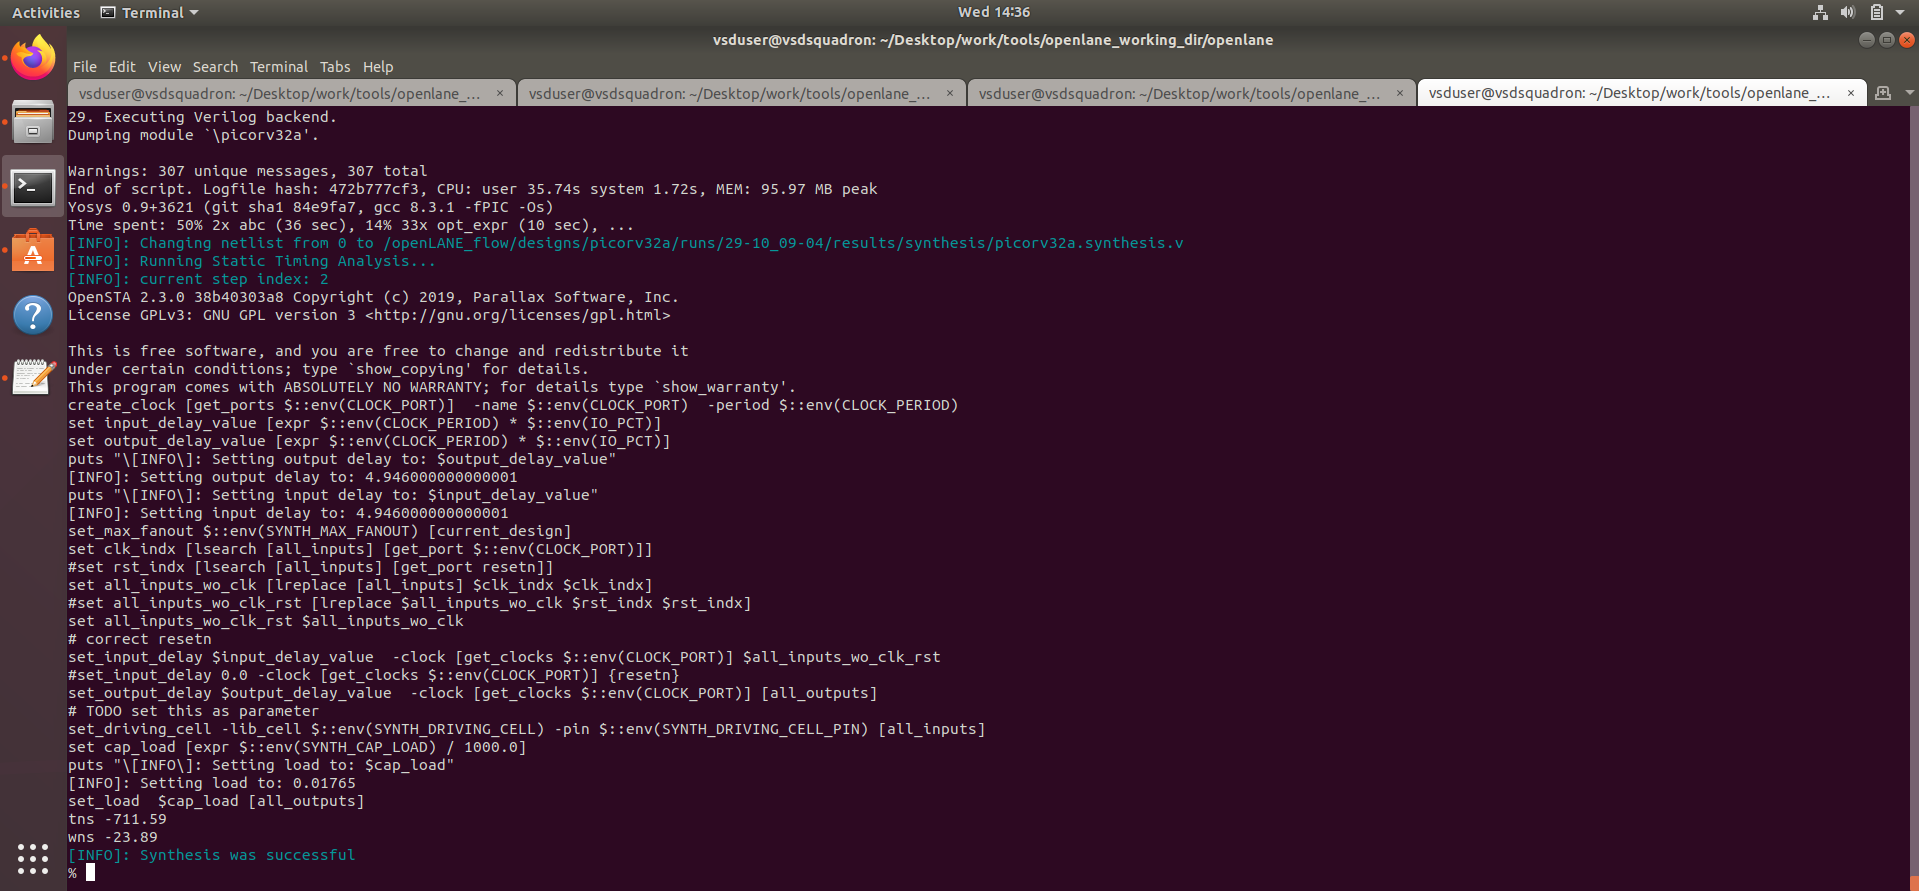 Activities
Terminal
Wed 14:36
vsduser@vsdsquadron: ~/Desktop/work/tools/openlane_working_dir/openlane
File Edit View Search Terminal Tabs Help
vsduser@vsdsquadron: ~/Desktop/work/tools/openlane_... ×
vsduser@vsdsquadron: ~/Desktop/work/tools/openlane_... ×
vsduser@vsdsquadron: ~/Desktop/work/tools/openlane_... ×
vsduser@vsdsquadron: ~/Desktop/work/tools/openlane_... ×
29. Executing Verilog backend.
Dumping module `\picorv32a'.
Warnings: 307 unique messages, 307 total
End of script. Logfile hash: 472b777cf3, CPU: user 35.74s system 1.72s, MEM: 95.97 MB peak
Yosys 0.9+3621 (git sha1 84e9fa7, gcc 8.3.1 -fPIC -Os)
Time spent: 50% 2x abc (36 sec), 14% 33x opt_expr (10 sec), ...
[INFO]: Changing netlist from 0 to /openLANE_flow/designs/picorv32a/runs/29-10_09-04/results/synthesis/picorv32a.synthesis.v
[INFO]: Running Static Timing Analysis...
[INFO]: current step index: 2
OpenSTA 2.3.0 38b40303a8 Copyright (c) 2019, Parallax Software, Inc.
License GPLv3: GNU GPL version 3 <http://gnu.org/licenses/gpl.html>
This is free software, and you are free to change and redistribute it
under certain conditions; type `show_copying' for details.
This program comes with ABSOLUTELY NO WARRANTY; for details type `show_warranty'.
create_clock [get_ports $::env(CLOCK_PORT)]  -name $::env(CLOCK_PORT)  -period $::env(CLOCK_PERIOD)
set input_delay_value [expr $::env(CLOCK_PERIOD) * $::env(IO_PCT)]
set output_delay_value [expr $::env(CLOCK_PERIOD) * $::env(IO_PCT)]
puts "\[INFO\]: Setting output delay to: $output_delay_value"
[INFO]: Setting output delay to: 4.946000000000001
puts "\[INFO\]: Setting input delay to: $input_delay_value"
[INFO]: Setting input delay to: 4.946000000000001
set_max_fanout $::env(SYNTH_MAX_FANOUT) [current_design]
set clk_indx [lsearch [all_inputs] [get_port $::env(CLOCK_PORT)]]
#set rst_indx [lsearch [all_inputs] [get_port resetn]]
set all_inputs_wo_clk [lreplace [all_inputs] $clk_indx $clk_indx]
#set all_inputs_wo_clk_rst [lreplace $all_inputs_wo_clk $rst_indx $rst_indx]
set all_inputs_wo_clk_rst $all_inputs_wo_clk
# correct resetn
set_input_delay $input_delay_value  -clock [get_clocks $::env(CLOCK_PORT)] $all_inputs_wo_clk_rst
#set_input_delay 0.0 -clock [get_clocks $::env(CLOCK_PORT)] {resetn}
set_output_delay $output_delay_value  -clock [get_clocks $::env(CLOCK_PORT)] [all_outputs]
# TODO set this as parameter
set_driving_cell -lib_cell $::env(SYNTH_DRIVING_CELL) -pin $::env(SYNTH_DRIVING_CELL_PIN) [all_inputs]
set cap_load [expr $::env(SYNTH_CAP_LOAD) / 1000.0]
puts "\[INFO\]: Setting load to: $cap_load"
[INFO]: Setting load to: 0.01765
set_load  $cap_load [all_outputs]
tns -711.59
wns -23.89
[INFO]: Synthesis was successful
%